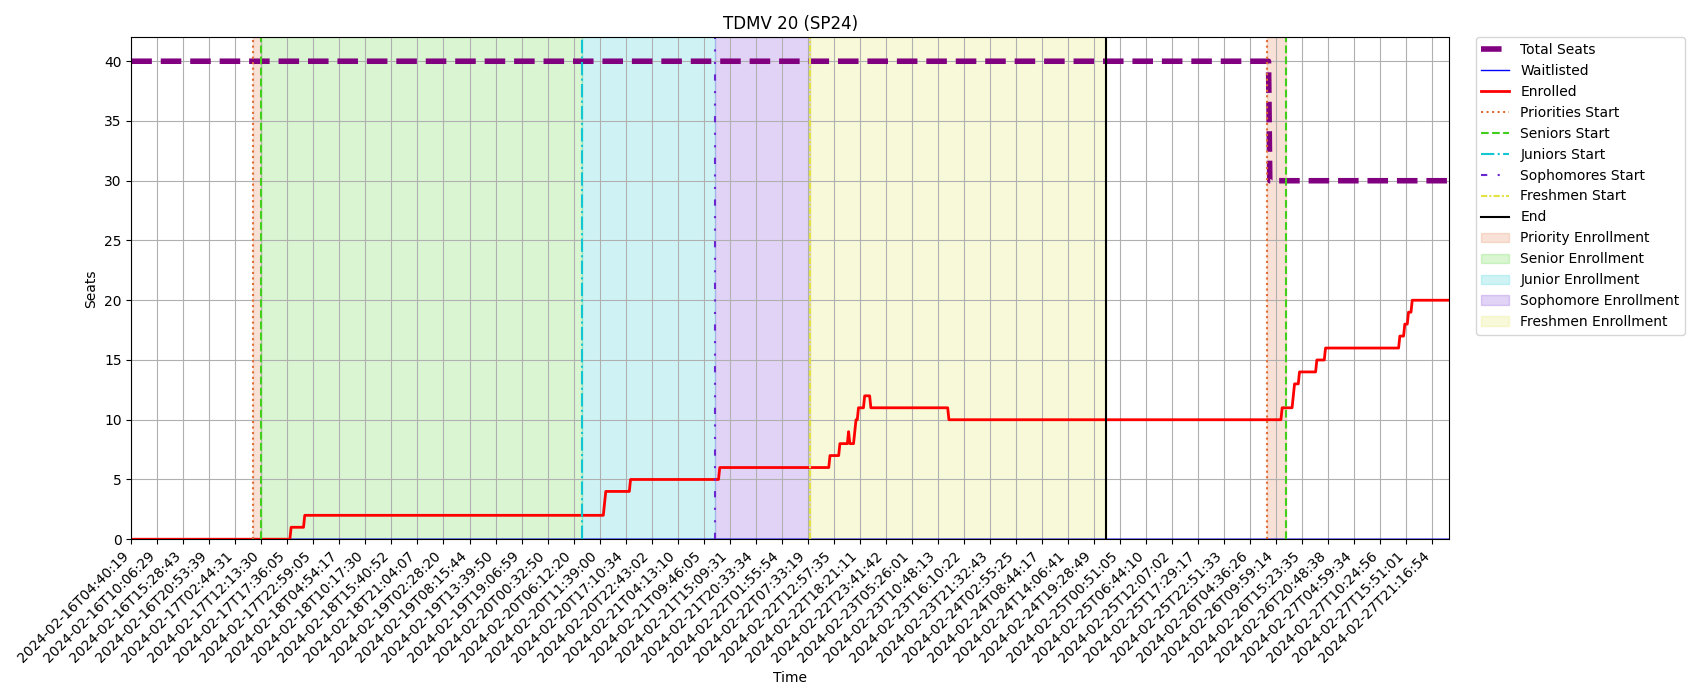 TDMV 20 (SP24)
Seats
40
35
30
25
20
15
10
5
0
2024-02-16T04:40:19
2024-02-16T10:06:29
2024-02-16T15:28:43
2024-02-16T20:53:39
2024-02-17T02:44:31
2024-02-17T12:13:30
2024-02-17T17:36:05
2024-02-17T22:59:05
2024-02-18T04:54:17
2024-02-18T10:17:30
2024-02-18T15:40:52
2024-02-18T21:04:07
2024-02-19T02:28:20
2024-02-19T08:15:44
2024-02-19T13:39:50
2024-02-19T19:06:59
2024-02-20T00:32:50
2024-02-20T06:12:20
2024-02-20T11:39:00
2024-02-20T17:10:34
2024-02-20T22:43:02
2024-02-21T04:13:10
2024-02-21T09:46:05
2024-02-21T15:09:31
2024-02-21T20:33:34
2024-02-22T01:55:54
2024-02-22T07:33:19
2024-02-22T12:57:35
2024-02-22T18:21:11
2024-02-22T23:41:42
2024-02-23T05:26:01
2024-02-23T10:48:13
2024-02-23T16:10:22
2024-02-23T21:32:43
2024-02-24T02:55:25
2024-02-24T08:44:17
2024-02-24T14:06:41
2024-02-24T19:28:49
2024-02-25T00:51:05
2024-02-25T06:44:10
2024-02-25T12:07:02
2024-02-25T17:29:17
2024-02-25T22:51:33
2024-02-26T04:36:26
2024-02-26T09:59:14
2024-02-26T15:23:35
2024-02-26T20:48:38
2024-02-27T04:59:34
2024-02-27T10:24:56
2024-02-27T15:51:01
2024-02-27T21:16:54
Time
Total Seats
Waitlisted
Enrolled
Priorities Start
Seniors Start
Juniors Start
Sophomores Start
Freshmen Start
End
Priority Enrollment
Senior Enrollment
Junior Enrollment
Sophomore Enrollment
Freshmen Enrollment